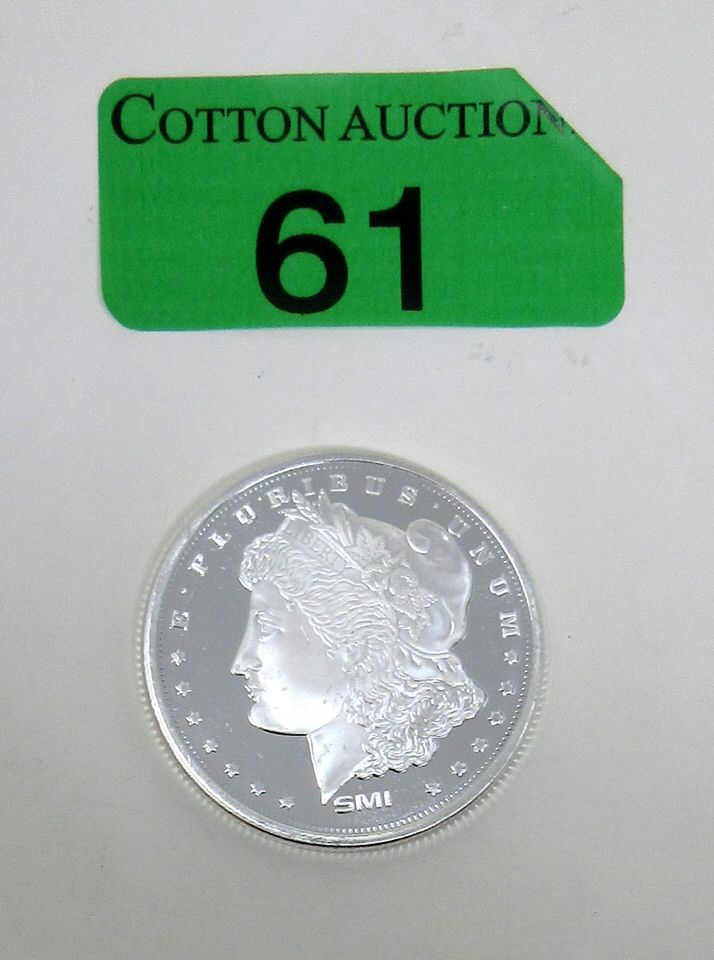 COTTON AUCTION
61
E · PLURIBUS · UNUM
LIBERTY
SMI